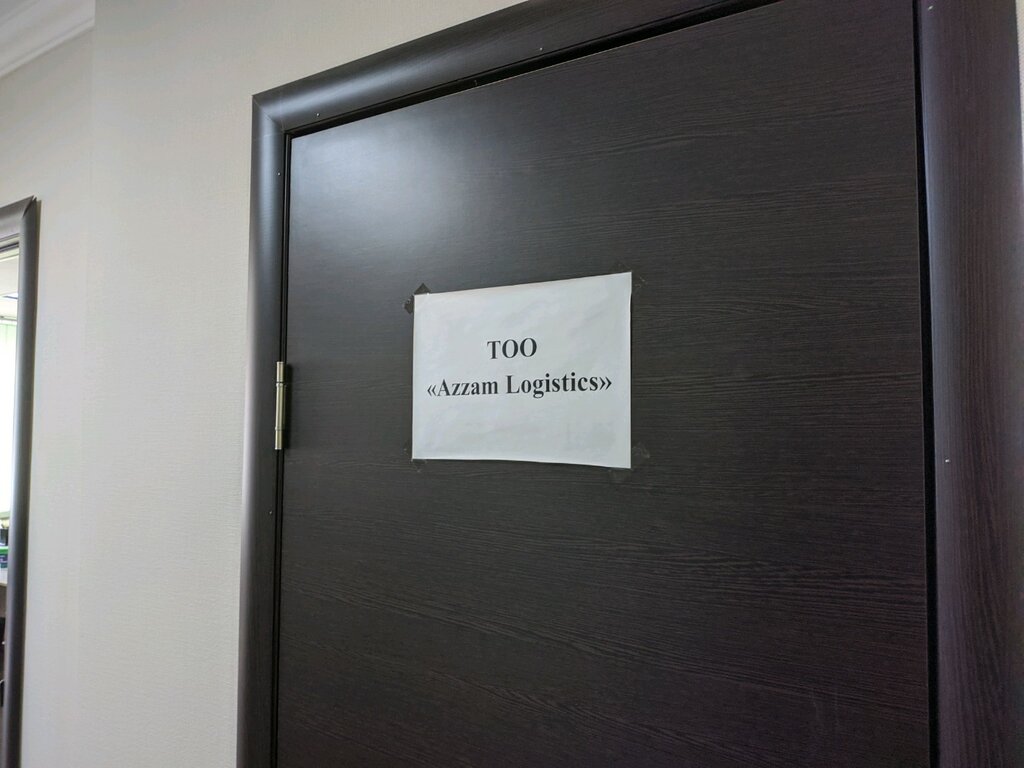 ТОО
«Azzam Logistics»